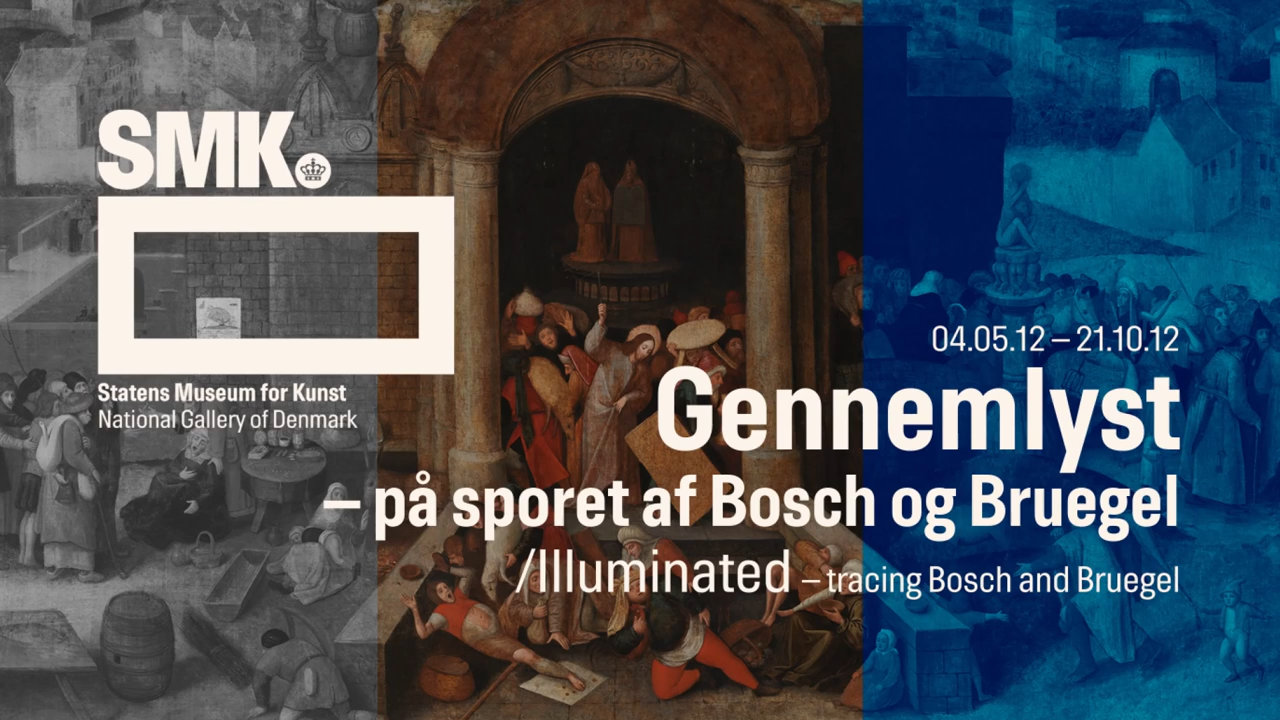 SMK.
Statens Museum for Kunst
National Gallery of Denmark
04.05.12 – 21.10.12
Gennemlyst
– på sporet af Bosch og Bruegel
/Illuminated – tracing Bosch and Bruegel